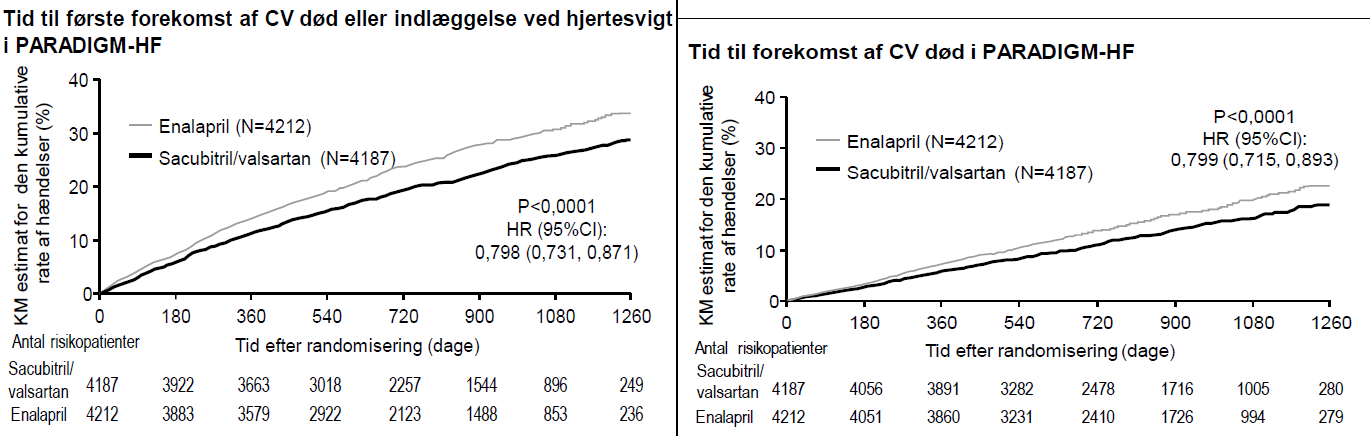 Tid til første forekomst af CV død eller indlæggelse ved hjertesvigt
i PARADIGM-HF
KM estimat for den kumulative
rate af hændelser (%)
40
30
20
10
0
Enalapril (N=4212)
Sacubitril/valsartan (N=4187)
P<0,0001
HR (95%CI):
0,798 (0,731, 0,871)
0 180 360 540 720 900 1080 1260
Antal risikopatienter
Tid efter randomisering (dage)
Sacubitril/
valsartan 4187 3922 3663 3018 2257 1544 896 249
Enalapril 4212 3883 3579 2922 2123 1488 853 236
Tid til forekomst af CV død i PARADIGM-HF
KM estimat for den kumulative
rate af hændelser (%)
40
30
20
10
0
Enalapril (N=4212)
Sacubitril/valsartan (N=4187)
P<0,0001
HR (95%CI):
0,799 (0,715, 0,893)
0 180 360 540 720 900 1080 1260
Antal risikopatienter
Tid efter randomisering (dage)
Sacubitril/
valsartan 4187 4056 3891 3282 2478 1716 1005 280
Enalapril 4212 4051 3860 3231 2410 1726 994 279